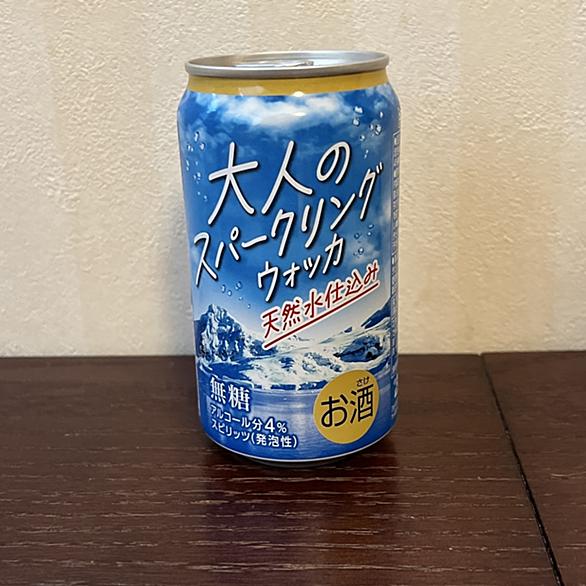 大人の
スパークリング
ウォッカ
天然水仕込み
無糖
アルコール分4%
スピリッツ(発泡性)
さけ
お酒